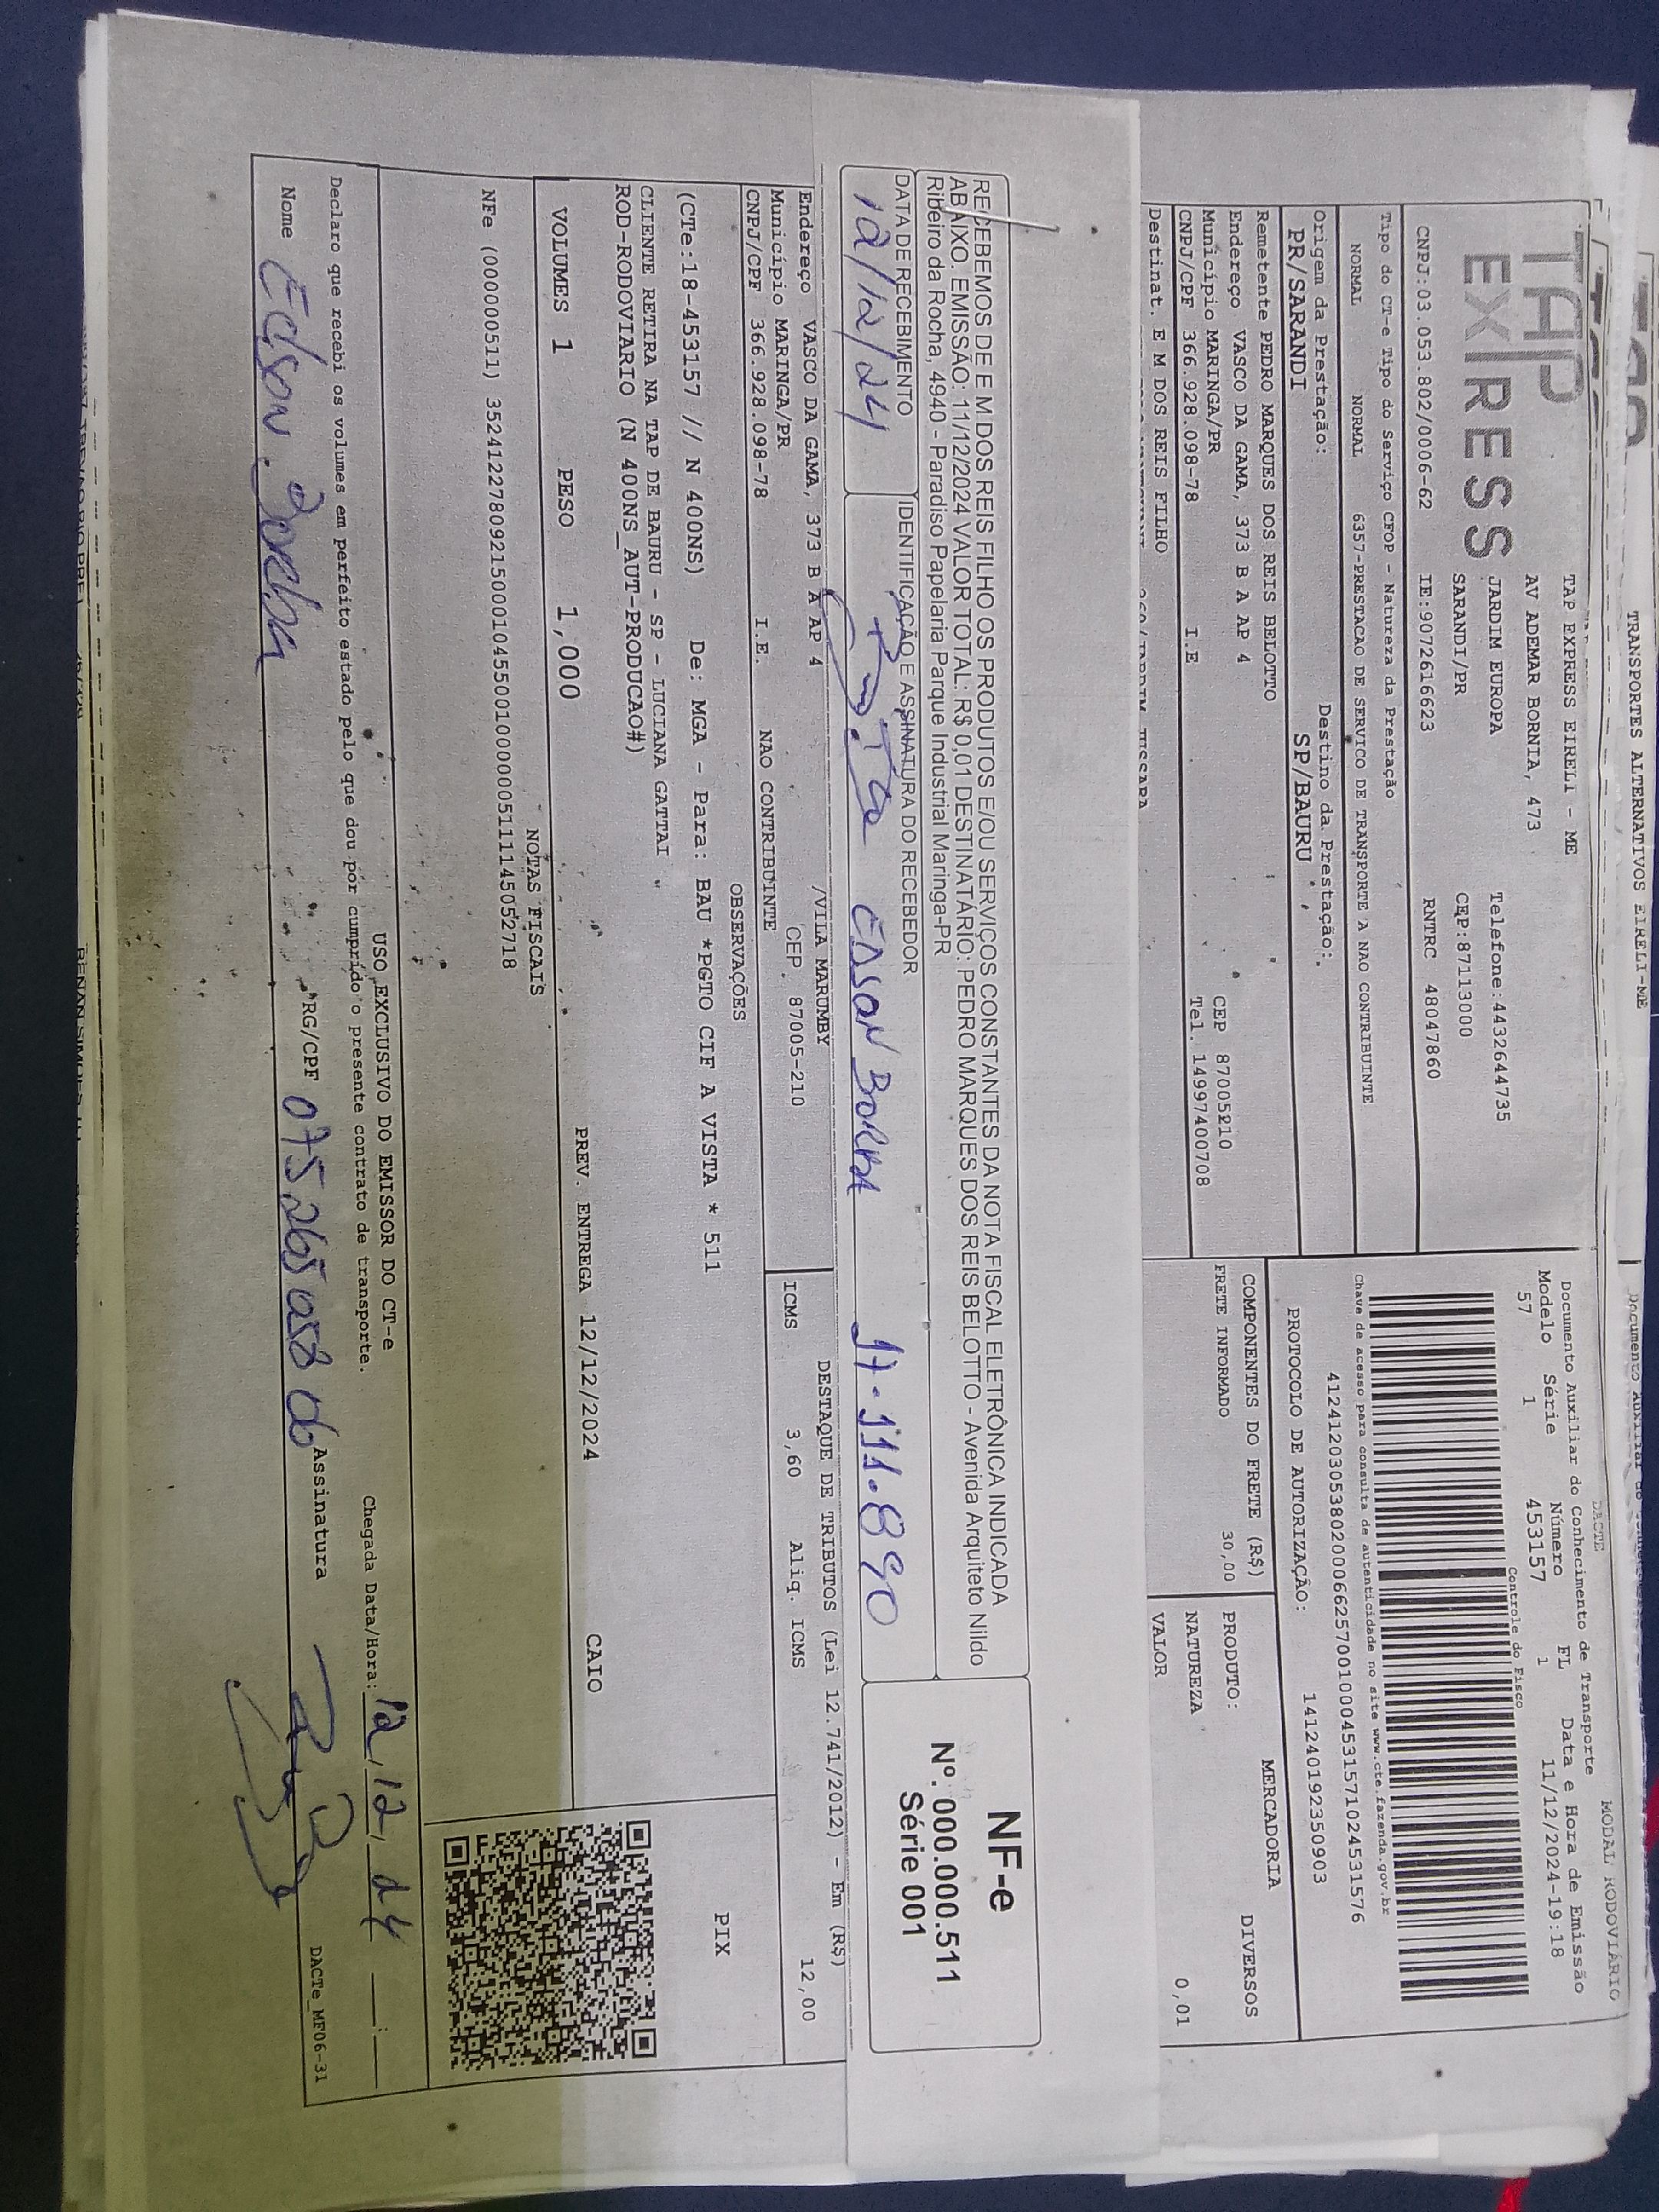 TRANSPORTES ALTERNATIVOS EIRELI-ME
DACTE
MODAL RODOVIÁRIO
TAP EXPRESS
TAP EXPRESS EIRELI - ME
AV ADEMAR BORNIA, 473
JARDIM EUROPA Telefone:4432644735
SARANDI/PR CEP:87113000
CNPJ:03.053.802/0006-62 IE:9072616623 RNTRC 48047860
Documento Auxiliar do Conhecimento de Transporte
Modelo Série Número FL Data e Hora de Emissão
57 1 453157 1 11/12/2024-19:18
Controle do Fisco
Tipo do CT-e Tipo do Serviço CFOP - Natureza da Prestação
NORMAL NORMAL 6357-PRESTACAO DE SERVICO DE TRANSPORTE A NAO CONTRIBUINTE
Chave de acesso para consulta de autenticidade no site www.cte.fazenda.gov.br
41241203053802000662570010004531571024531576
Origem da Prestação: Destino da Prestação:
PR/SARANDI SP/BAURU
PROTOCOLO DE AUTORIZAÇÃO: 141240192350903
Remetente PEDRO MARQUES DOS REIS BELOTTO
Endereço VASCO DA GAMA, 373 B A AP 4 CEP 87005210
Município MARINGA/PR Tel. 14997400708
CNPJ/CPF 366.928.098-78 I.E
Destinat. E M DOS REIS FILHO
COMPONENTES DO FRETE (R$)
FRETE INFORMADO 30,00
MERCADORIA
PRODUTO: DIVERSOS
NATUREZA
VALOR 0,01
RECEBEMOS DE E M DOS REIS FILHO OS PRODUTOS E/OU SERVIÇOS CONSTANTES DA NOTA FISCAL ELETRÔNICA INDICADA
ABAIXO. EMISSÃO: 11/12/2024 VALOR TOTAL: R$ 0,01 DESTINATÁRIO: PEDRO MARQUES DOS REIS BELOTTO - Avenida Arquiteto Nildo
Ribeiro da Rocha, 4940 - Paradiso Papelaria Parque Industrial Maringa-PR
DATA DE RECEBIMENTO IDENTIFICAÇÃO E ASSINATURA DO RECEBEDOR
12/12/24 EDSON BORBA 17.111.890
NF-e
Nº. 000.000.511
Série 001
Endereço VASCO DA GAMA, 373 B A AP 4 /VILA MARUMBY
Município MARINGA/PR CEP. 87005-210
CNPJ/CPF 366.928.098-78 I.E. NAO CONTRIBUINTE
DESTAQUE DE TRIBUTOS (Lei 12.741/2012) - Em (R$)
ICMS 3,60 Aliq. ICMS 12,00
OBSERVAÇÕES
(CTe:18-453157 // N 400NS) De: MGA - Para: BAU *PGTO CIF A VISTA * 511
CLIENTE RETIRA NA TAP DE BAURU - SP - LUCIANA GATTAI
ROD-RODOVIARIO (N 400NS_AUT-PRODUCAO#)
PIX
VOLUMES 1 PESO 1,000 PREV. ENTREGA 12/12/2024 CAIO
NOTAS FISCAIS
NFe (000000511) 35241227809215000104550010000005111145052718
USO EXCLUSIVO DO EMISSOR DO CT-e
Declaro que recebi os volumes em perfeito estado pelo que dou por cumprido o presente contrato de transporte.
Chegada Data/Hora: 12/12/24 __:__
Nome Edson Borba RG/CPF 075265058 06 Assinatura
DACTe_MF06-31